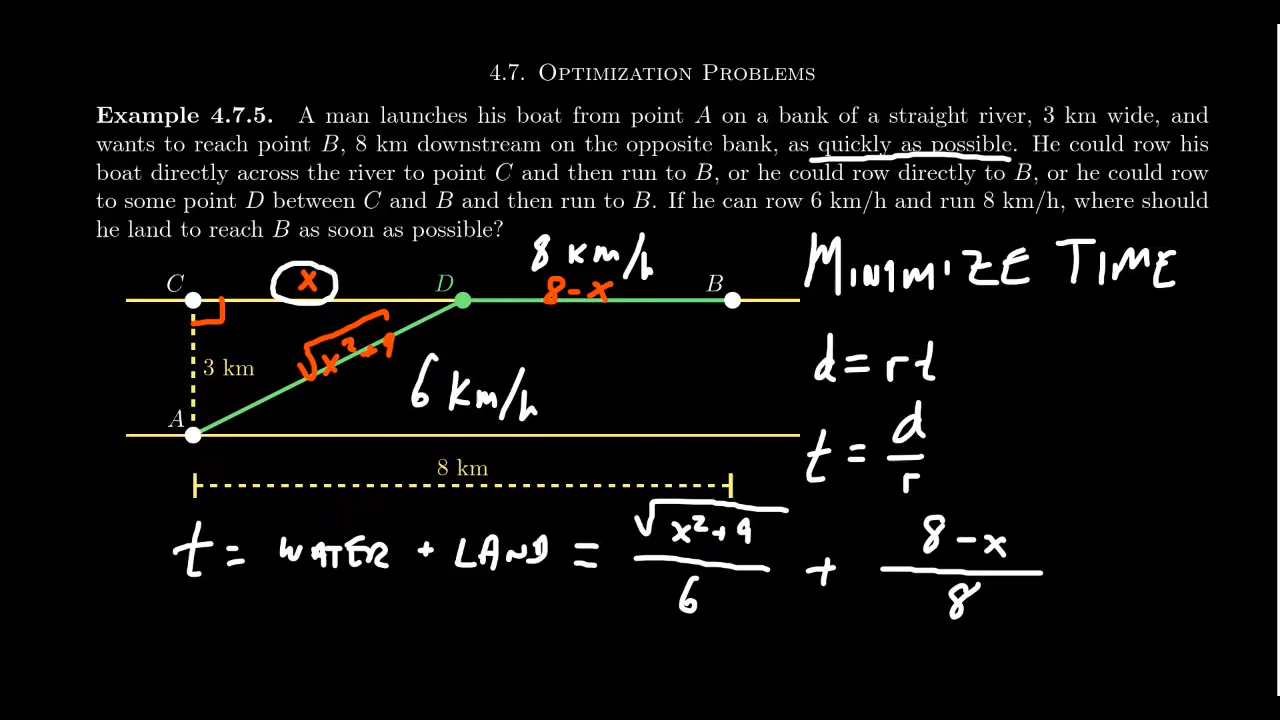 4.7. OPTIMIZATION PROBLEMS
Example 4.7.5. A man launches his boat from point A on a bank of a straight river, 3 km wide, and
wants to reach point B, 8 km downstream on the opposite bank, as quickly as possible. He could row his
boat directly across the river to point C and then run to B, or he could row directly to B, or he could row
to some point D between C and B and then run to B. If he can row 6 km/h and run 8 km/h, where should
he land to reach B as soon as possible?
8 km/h
MINIMIZE TIME
C x D 8-x B
d = rt
3 km
√x²+9
6 km/h
A
t = d/r
8 km
t = WATER + LAND = √x²+9/6 + 8-x/8